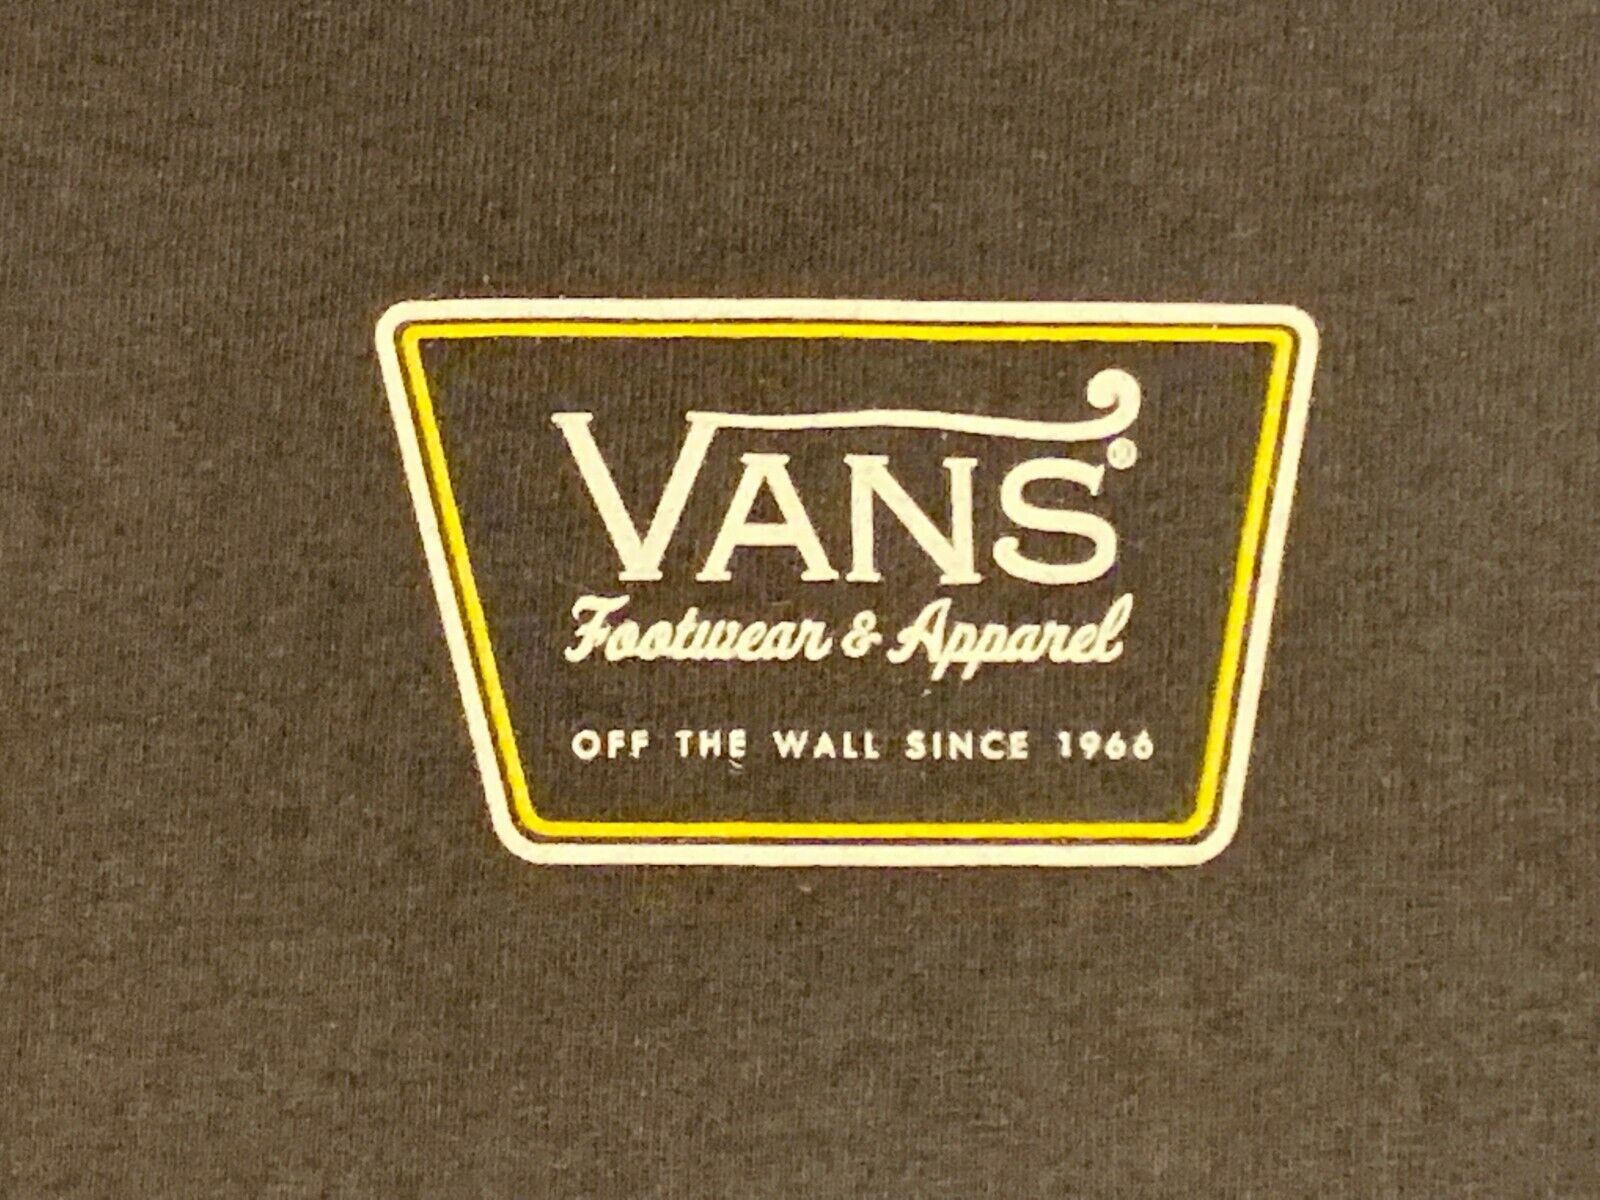 VANS®
Footwear & Apparel
OFF THE WALL SINCE 1966